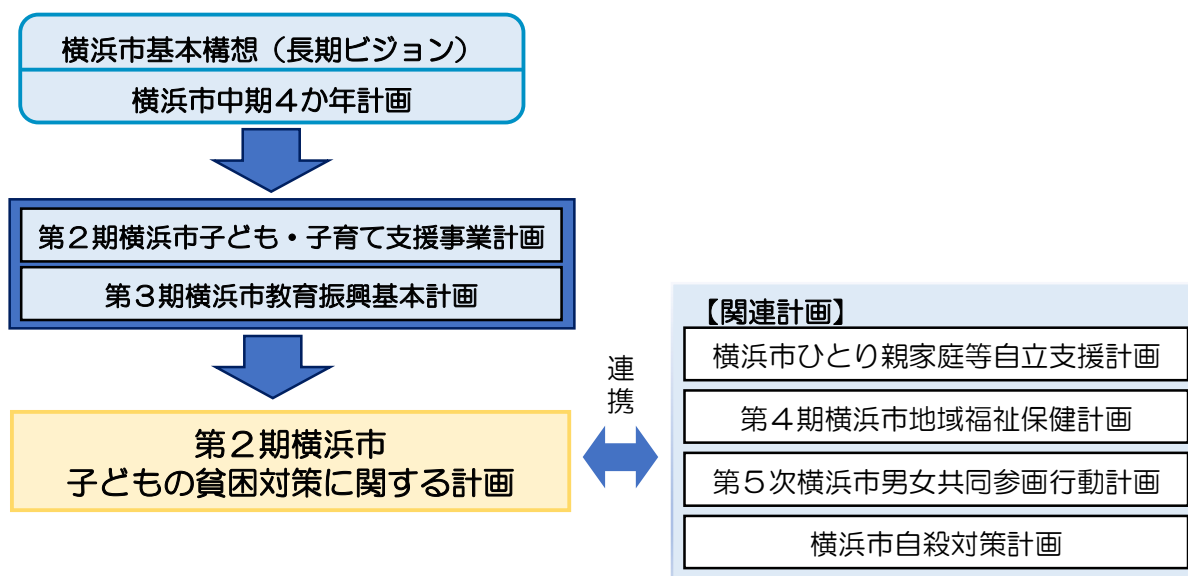 横浜市基本構想（長期ビジョン）
横浜市中期４か年計画
第２期横浜市子ども・子育て支援事業計画
第３期横浜市教育振興基本計画
第２期横浜市
子どもの貧困対策に関する計画
連携
【関連計画】
横浜市ひとり親家庭等自立支援計画
第４期横浜市地域福祉保健計画
第５次横浜市男女共同参画行動計画
横浜市自殺対策計画